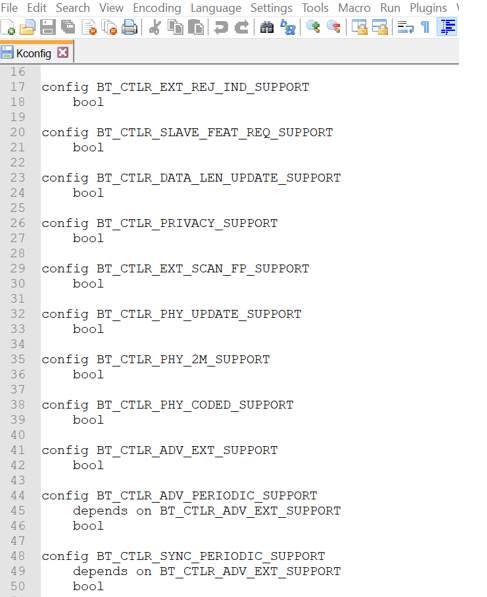 File Edit Search View Encoding Language Settings Tools Macro Run Plugins
Kconfig
16
17 config BT_CTLR_EXT_REJ_IND_SUPPORT
18 bool
19
20 config BT_CTLR_SLAVE_FEAT_REQ_SUPPORT
21 bool
22
23 config BT_CTLR_DATA_LEN_UPDATE_SUPPORT
24 bool
25
26 config BT_CTLR_PRIVACY_SUPPORT
27 bool
28
29 config BT_CTLR_EXT_SCAN_FP_SUPPORT
30 bool
31
32 config BT_CTLR_PHY_UPDATE_SUPPORT
33 bool
34
35 config BT_CTLR_PHY_2M_SUPPORT
36 bool
37
38 config BT_CTLR_PHY_CODED_SUPPORT
39 bool
40
41 config BT_CTLR_ADV_EXT_SUPPORT
42 bool
43
44 config BT_CTLR_ADV_PERIODIC_SUPPORT
45 depends on BT_CTLR_ADV_EXT_SUPPORT
46 bool
47
48 config BT_CTLR_SYNC_PERIODIC_SUPPORT
49 depends on BT_CTLR_ADV_EXT_SUPPORT
50 bool